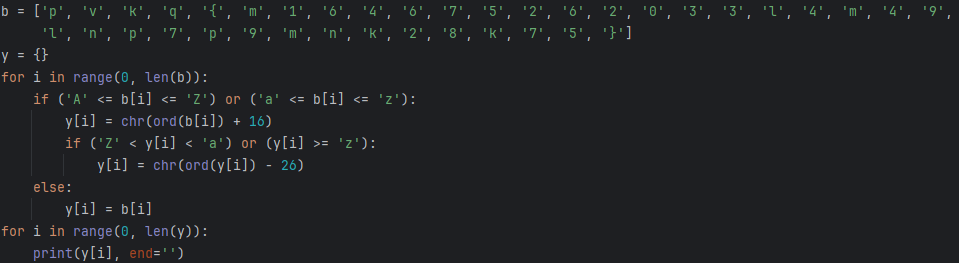 b = ['p', 'v', 'k', 'q', '{', 'm', '1', '6', '4', '6', '7', '5', '2', '6', '2', '0', '3', '3', 'l', '4', 'm', '4', '9',
     'l', 'n', 'p', '7', 'p', '9', 'm', 'n', 'k', '2', '8', 'k', '7', '5', '}']
y = {}
for i in range(0, len(b)):
    if ('A' <= b[i] <= 'Z') or ('a' <= b[i] <= 'z'):
        y[i] = chr(ord(b[i]) + 16)
        if ('Z' < y[i] < 'a') or (y[i] >= 'z'):
            y[i] = chr(ord(y[i]) - 26)
    else:
        y[i] = b[i]
for i in range(0, len(y)):
    print(y[i], end='')